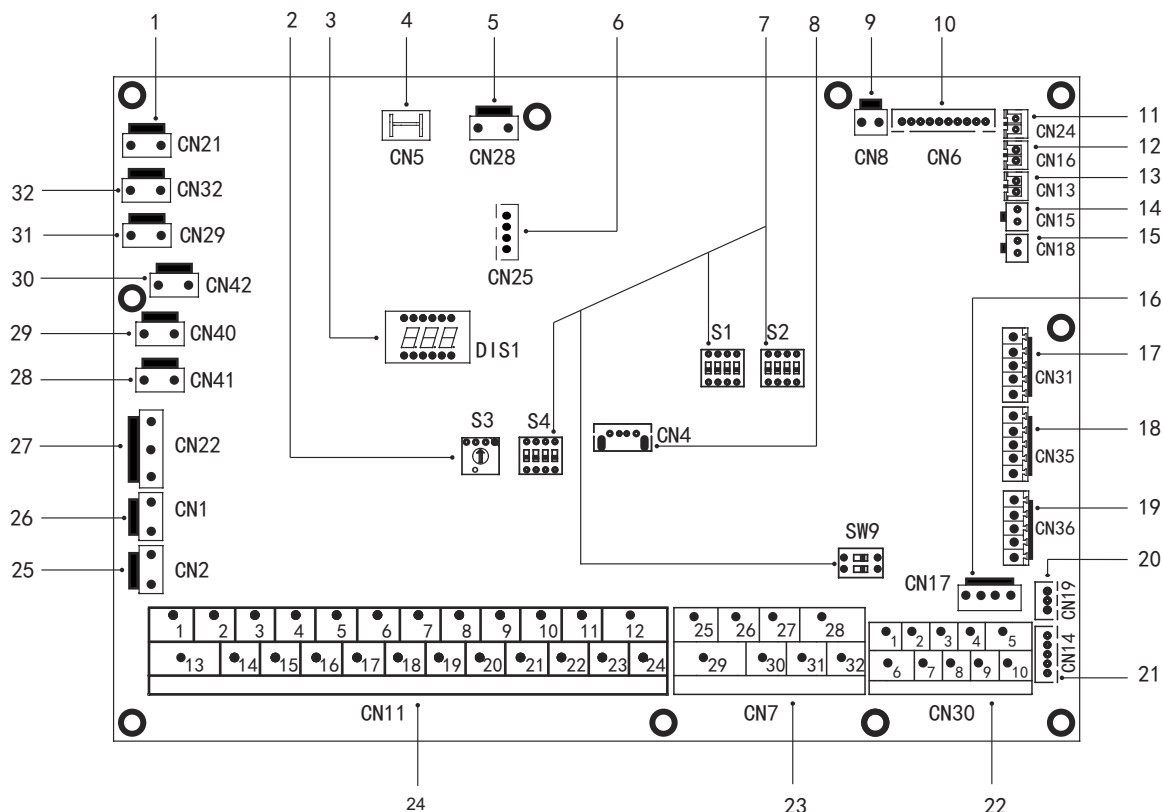 1 2 3 4 5 6 7 8 9 10
CN21 CN5 CN28 CN8 CN6 CN24 11
CN16 12
32 CN32 CN13 13
31 CN29 CN25 CN15 14
30 CN42 CN18 15
16
29 CN40 DIS1 S1 S2 17
28 CN41 CN31
27 CN22 S3 S4 CN4 CN35 18
26 CN1 CN36 19
25 CN2 SW9 CN17 CN19 20
1 2 3 4 5 6 7 8 9 10 11 12 25 26 27 28 1 2 3 4 5
13 14 15 16 17 18 19 20 21 22 23 24 29 30 31 32 6 7 8 9 10 CN14 21
CN11 CN7 CN30
24 23 22